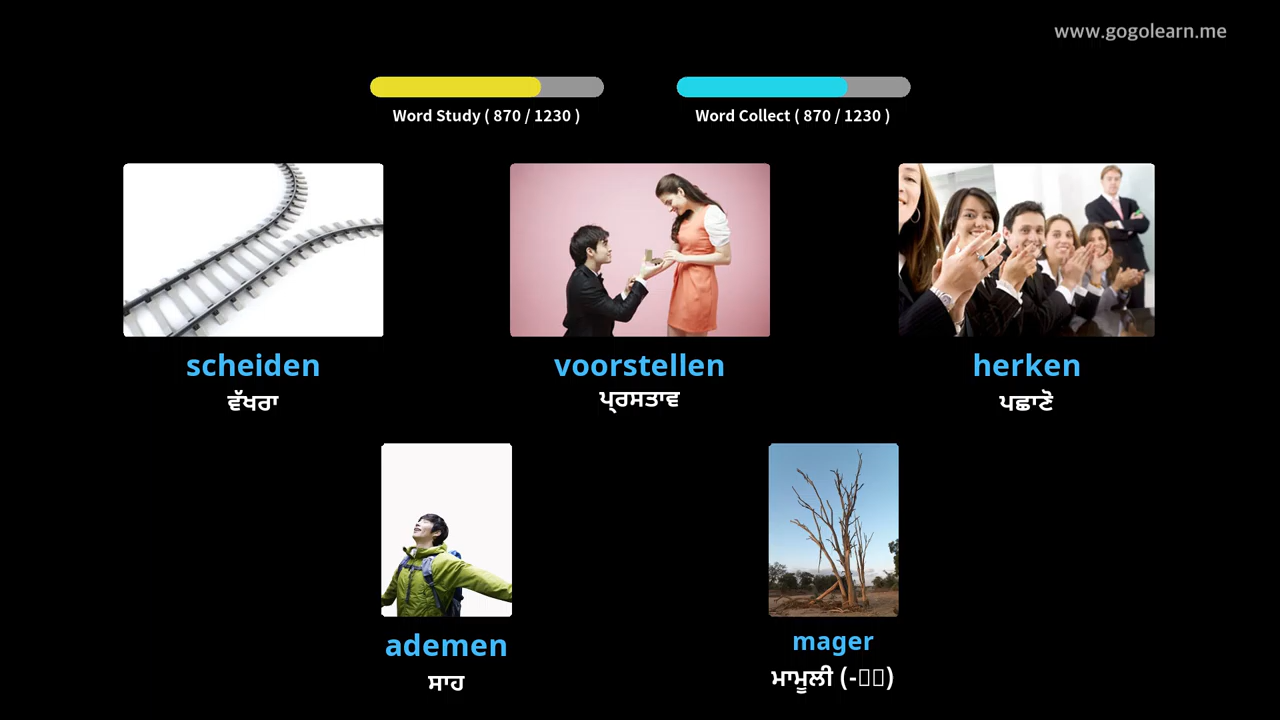 www.gogolearn.me
Word Study ( 870 / 1230 )
Word Collect ( 870 / 1230 )
scheiden
ਵੱਖਰਾ
voorstellen
ਪ੍ਰਸਤਾਵ
herken
ਪਛਾਣੋ
ademen
ਸਾਹ
mager
ਮਾਮੂਲੀ (-▯▯)